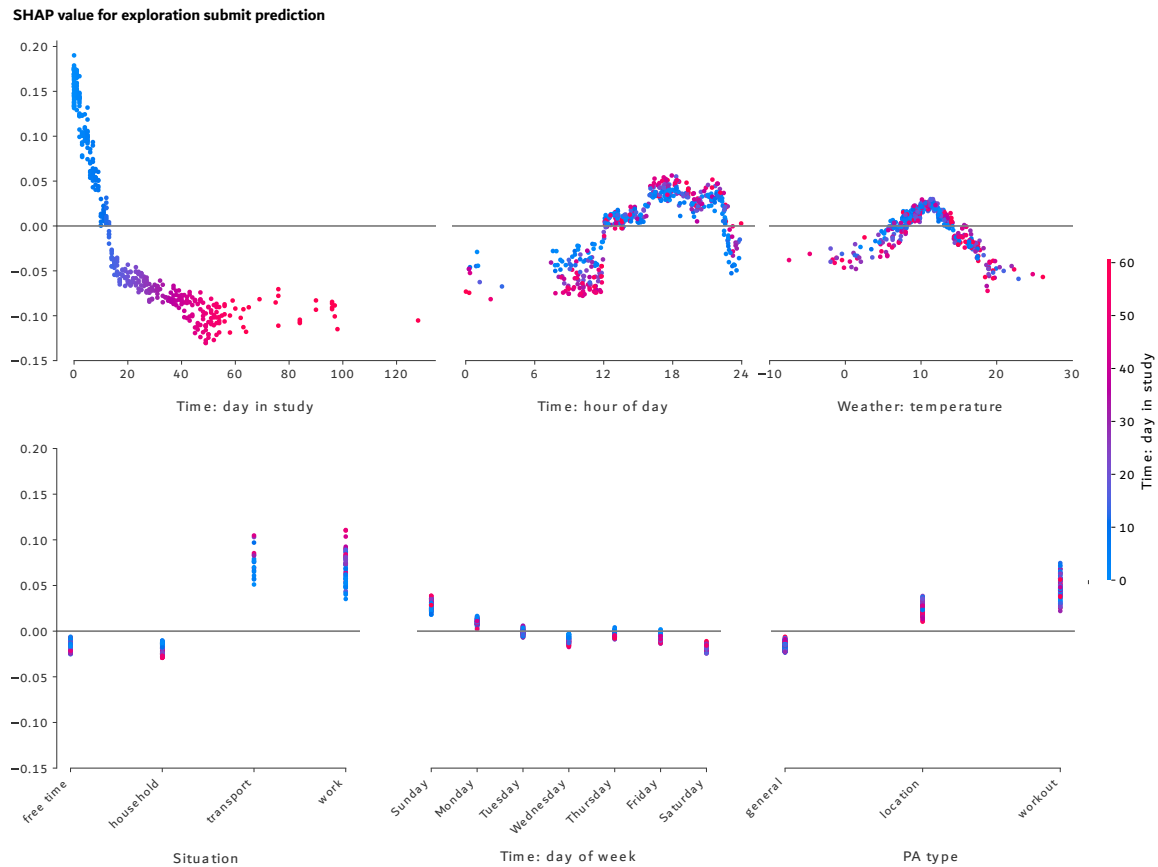 SHAP value for exploration submit prediction
0.20
0.15
0.10
0.05
0.00
−0.05
−0.10
−0.15
0 20 40 60 80 100 120
Time: day in study
0 6 12 18 24
Time: hour of day
−10 0 10 20 30
Weather: temperature
60
50
40
30
20
10
0
Time: day in study
0.20
0.15
0.10
0.05
0.00
−0.05
−0.10
−0.15
free time household transport work
Situation
Sunday Monday Tuesday Wednesday Thursday Friday Saturday
Time: day of week
general location workout
PA type